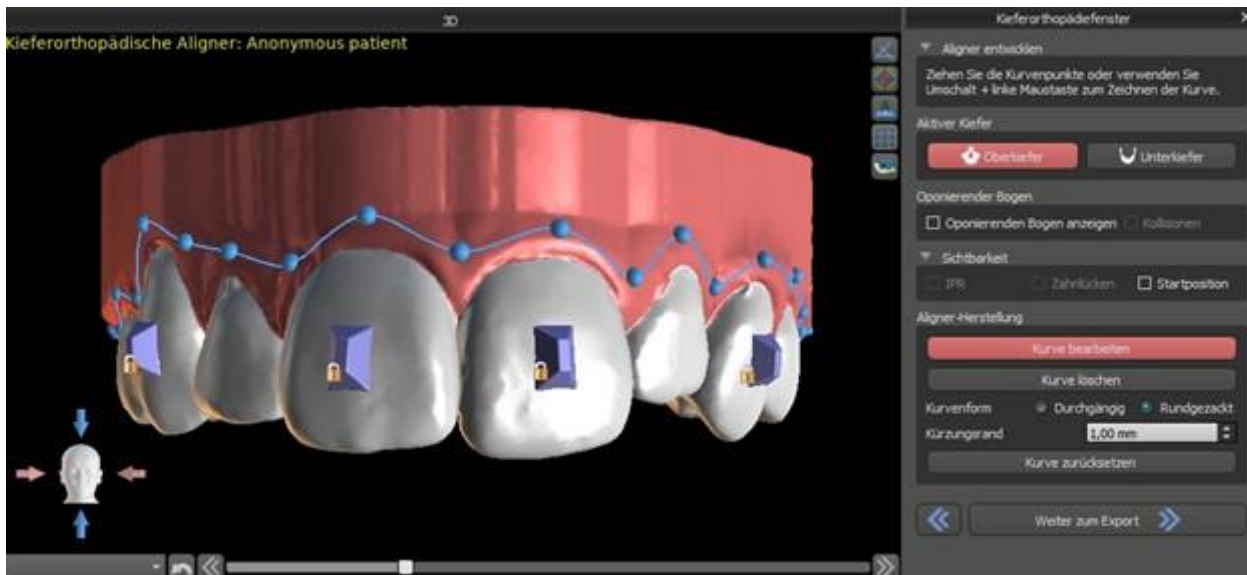 3D
Kieferorthopädische Aligner: Anonymous patient
Kieferorthopädiefenster
Aligner entwickeln
Ziehen Sie die Kurvenpunkte oder verwenden Sie
Umschalt + linke Maustaste zum Zeichnen der Kurve.
Aktiver Kiefer
Oberkiefer
Unterkiefer
Oponierender Bogen
Oponierenden Bogen anzeigen
Kollisionen
Sichtbarkeit
IPR
Zahnlücken
Startposition
Aligner-Herstellung
Kurve bearbeiten
Kurve löschen
Kurvenform
Durchgängig
Rundgezackt
Kürzungsrand
1,00 mm
Kurve zurücksetzen
Weiter zum Export